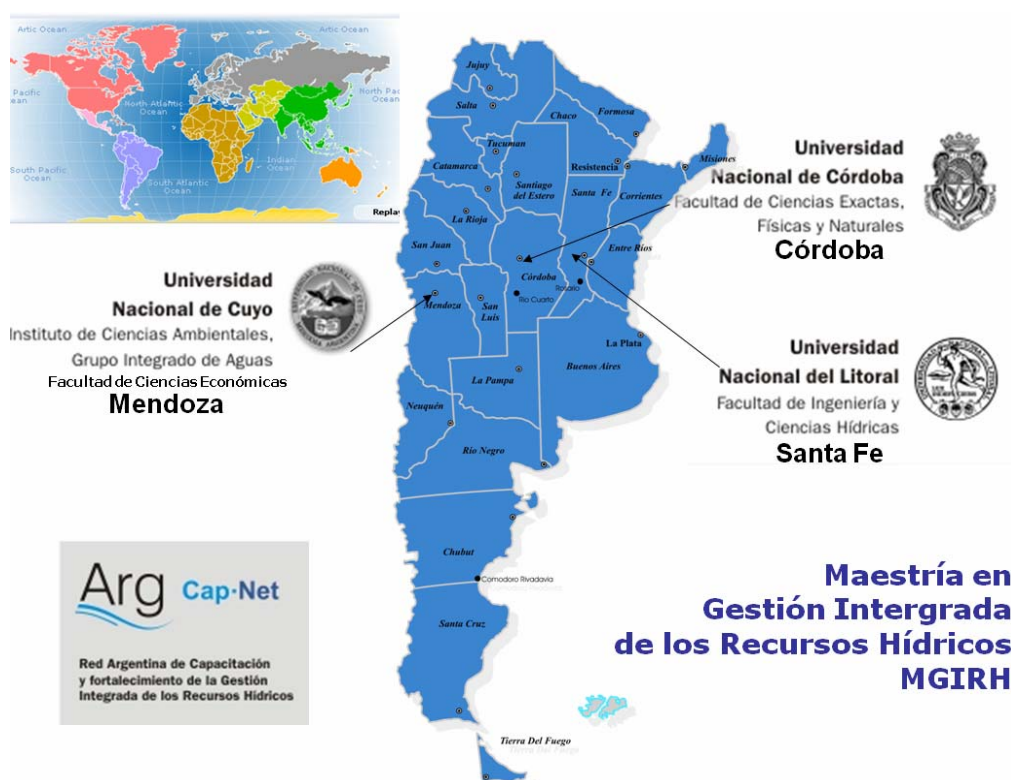 Artic Ocean
Artic Ocean
Pacific
North Atlantic
Ocean
North Pac
Ocean
Indian
Ocean
South Pacific
Ocean
South Atlantic
Ocean
Replay
Jujuy
Salta
Formosa
Chaco
Tucuman
Misiones
Catamarca
Resistencia
Santiago
del Estero
Santa Fe
Corrientes
La Rioja
San Juan
Entre Ríos
Córdoba
Rosario
Mendoza
San
Luis
Río Cuarto
La Plata
Buenos Aires
La Pampa
Neuquén
Río Negro
Chubut
Comodoro Rivadavia
Santa Cruz
Tierra Del Fuego
Universidad
Nacional de Córdoba
Facultad de Ciencias Exactas,
Físicas y Naturales
Córdoba
Universidad
Nacional de Cuyo
Instituto de Ciencias Ambientales,
Grupo Integrado de Aguas
Facultad de Ciencias Económicas
Mendoza
Universidad
Nacional del Litoral
Facultad de Ingeniería y
Ciencias Hídricas
Santa Fe
Arg Cap·Net
Red Argentina de Capacitación
y fortalecimiento de la Gestión
Integrada de los Recursos Hídricos
Maestría en
Gestión Intergrada
de los Recursos Hídricos
MGIRH